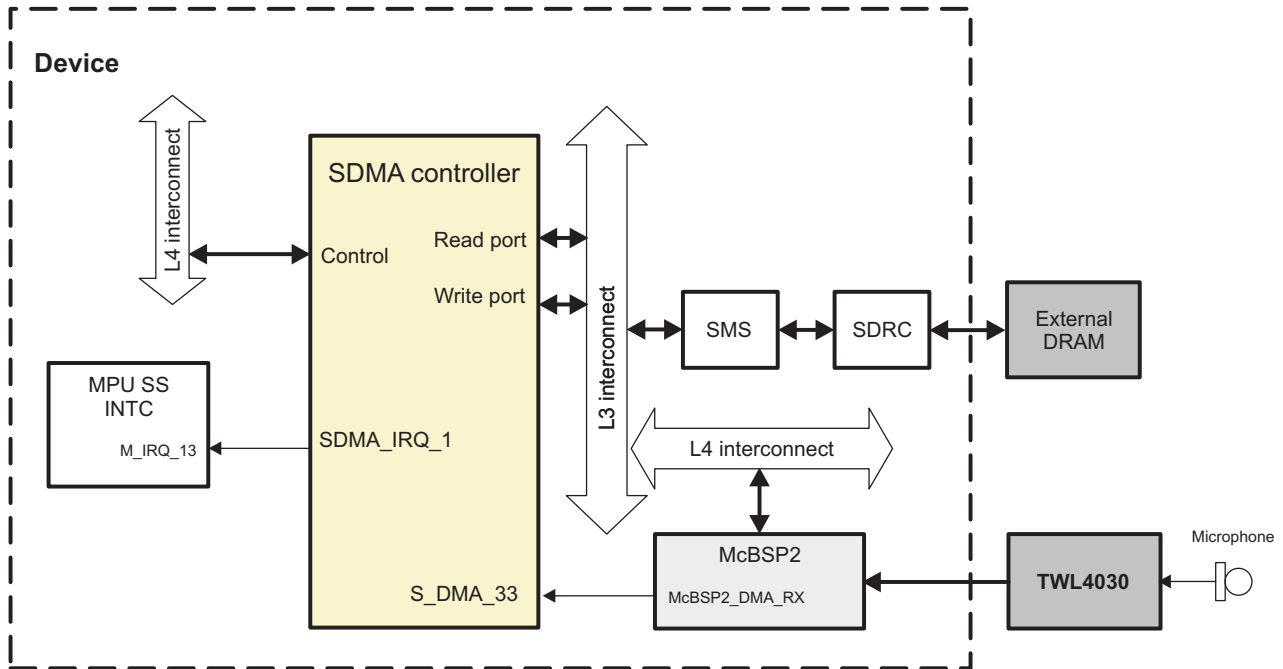 Device
L4 interconnect
SDMA controller
Control
Read port
Write port
L3 interconnect
SMS
SDRC
External
DRAM
MPU SS
INTC
M_IRQ_13
SDMA_IRQ_1
L4 interconnect
McBSP2
McBSP2_DMA_RX
S_DMA_33
TWL4030
Microphone